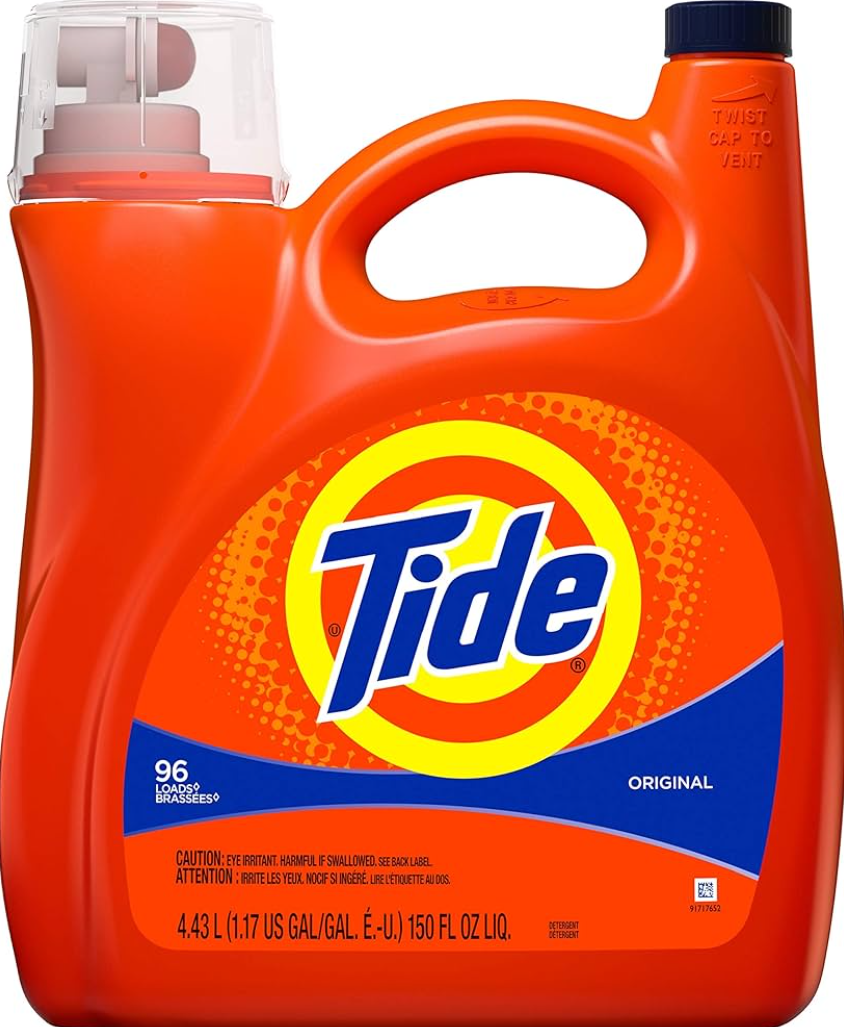 TWIST
CAP TO
VENT
Tide®
96
LOADS◊
BRASSÉES◊
ORIGINAL
CAUTION: EYE IRRITANT. HARMFUL IF SWALLOWED. SEE BACK LABEL.
ATTENTION : IRRITE LES YEUX. NOCIF SI INGÉRÉ. LIRE L'ÉTIQUETTE AU DOS.
91717652
4.43 L (1.17 US GAL/GAL. É.-U.) 150 FL OZ LIQ.
DETERGENT
DÉTERGENT